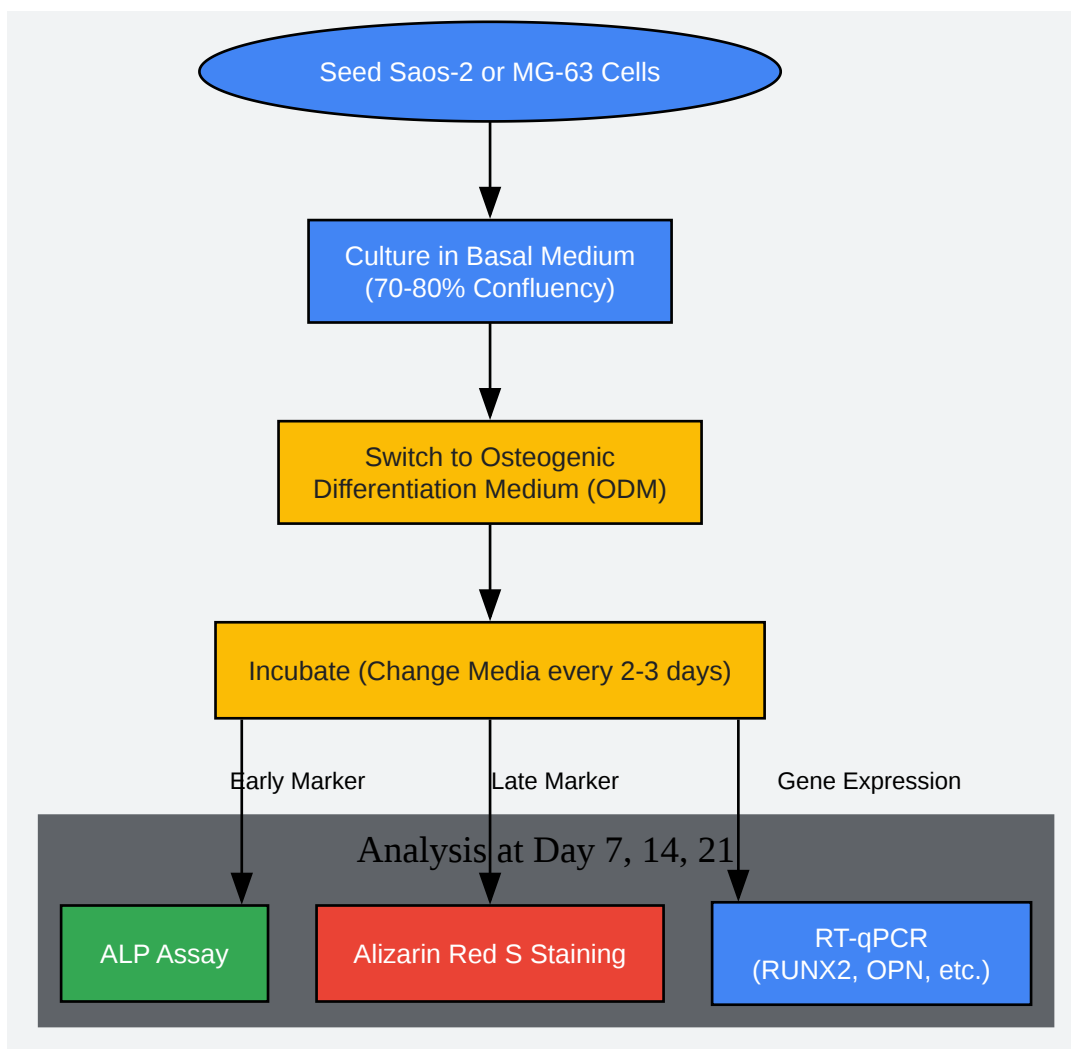 Seed Saos-2 or MG-63 Cells
Culture in Basal Medium
(70-80% Confluency)
Switch to Osteogenic
Differentiation Medium (ODM)
Incubate (Change Media every 2-3 days)
Early Marker
Late Marker
Gene Expression
Analysis at Day 7, 14, 21
ALP Assay
Alizarin Red S Staining
RT-qPCR
(RUNX2, OPN, etc.)